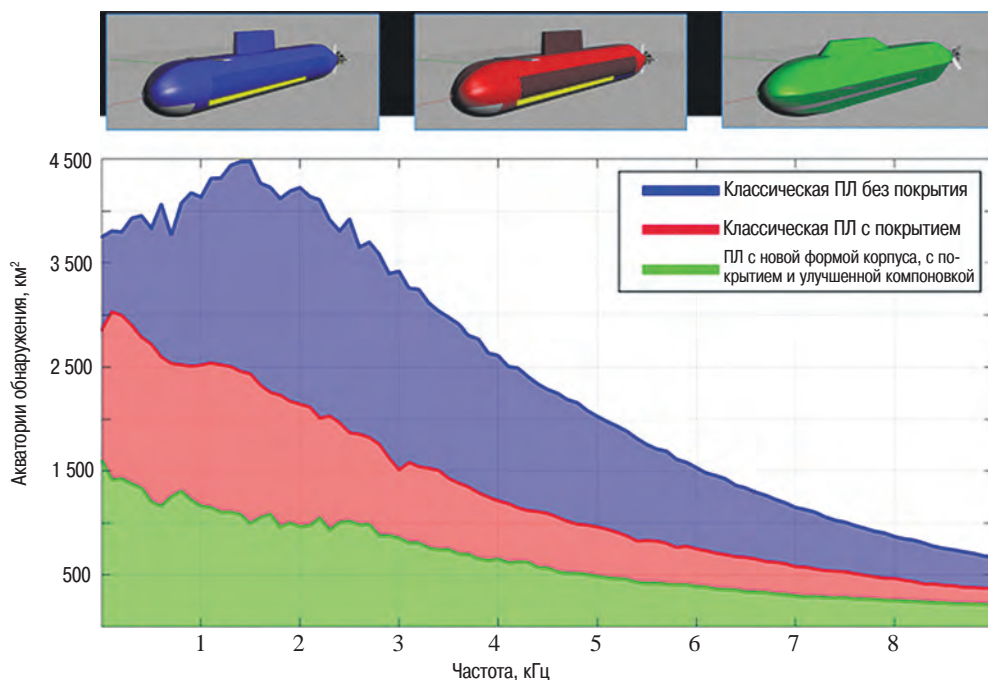 4 500
3 500
2 500
1 500
500
Акватории обнаружения, км²
Классическая ПЛ без покрытия
Классическая ПЛ с покрытием
ПЛ с новой формой корпуса, с по-
крытием и улучшенной компоновкой
1 2 3 4 5 6 7 8
Частота, кГц